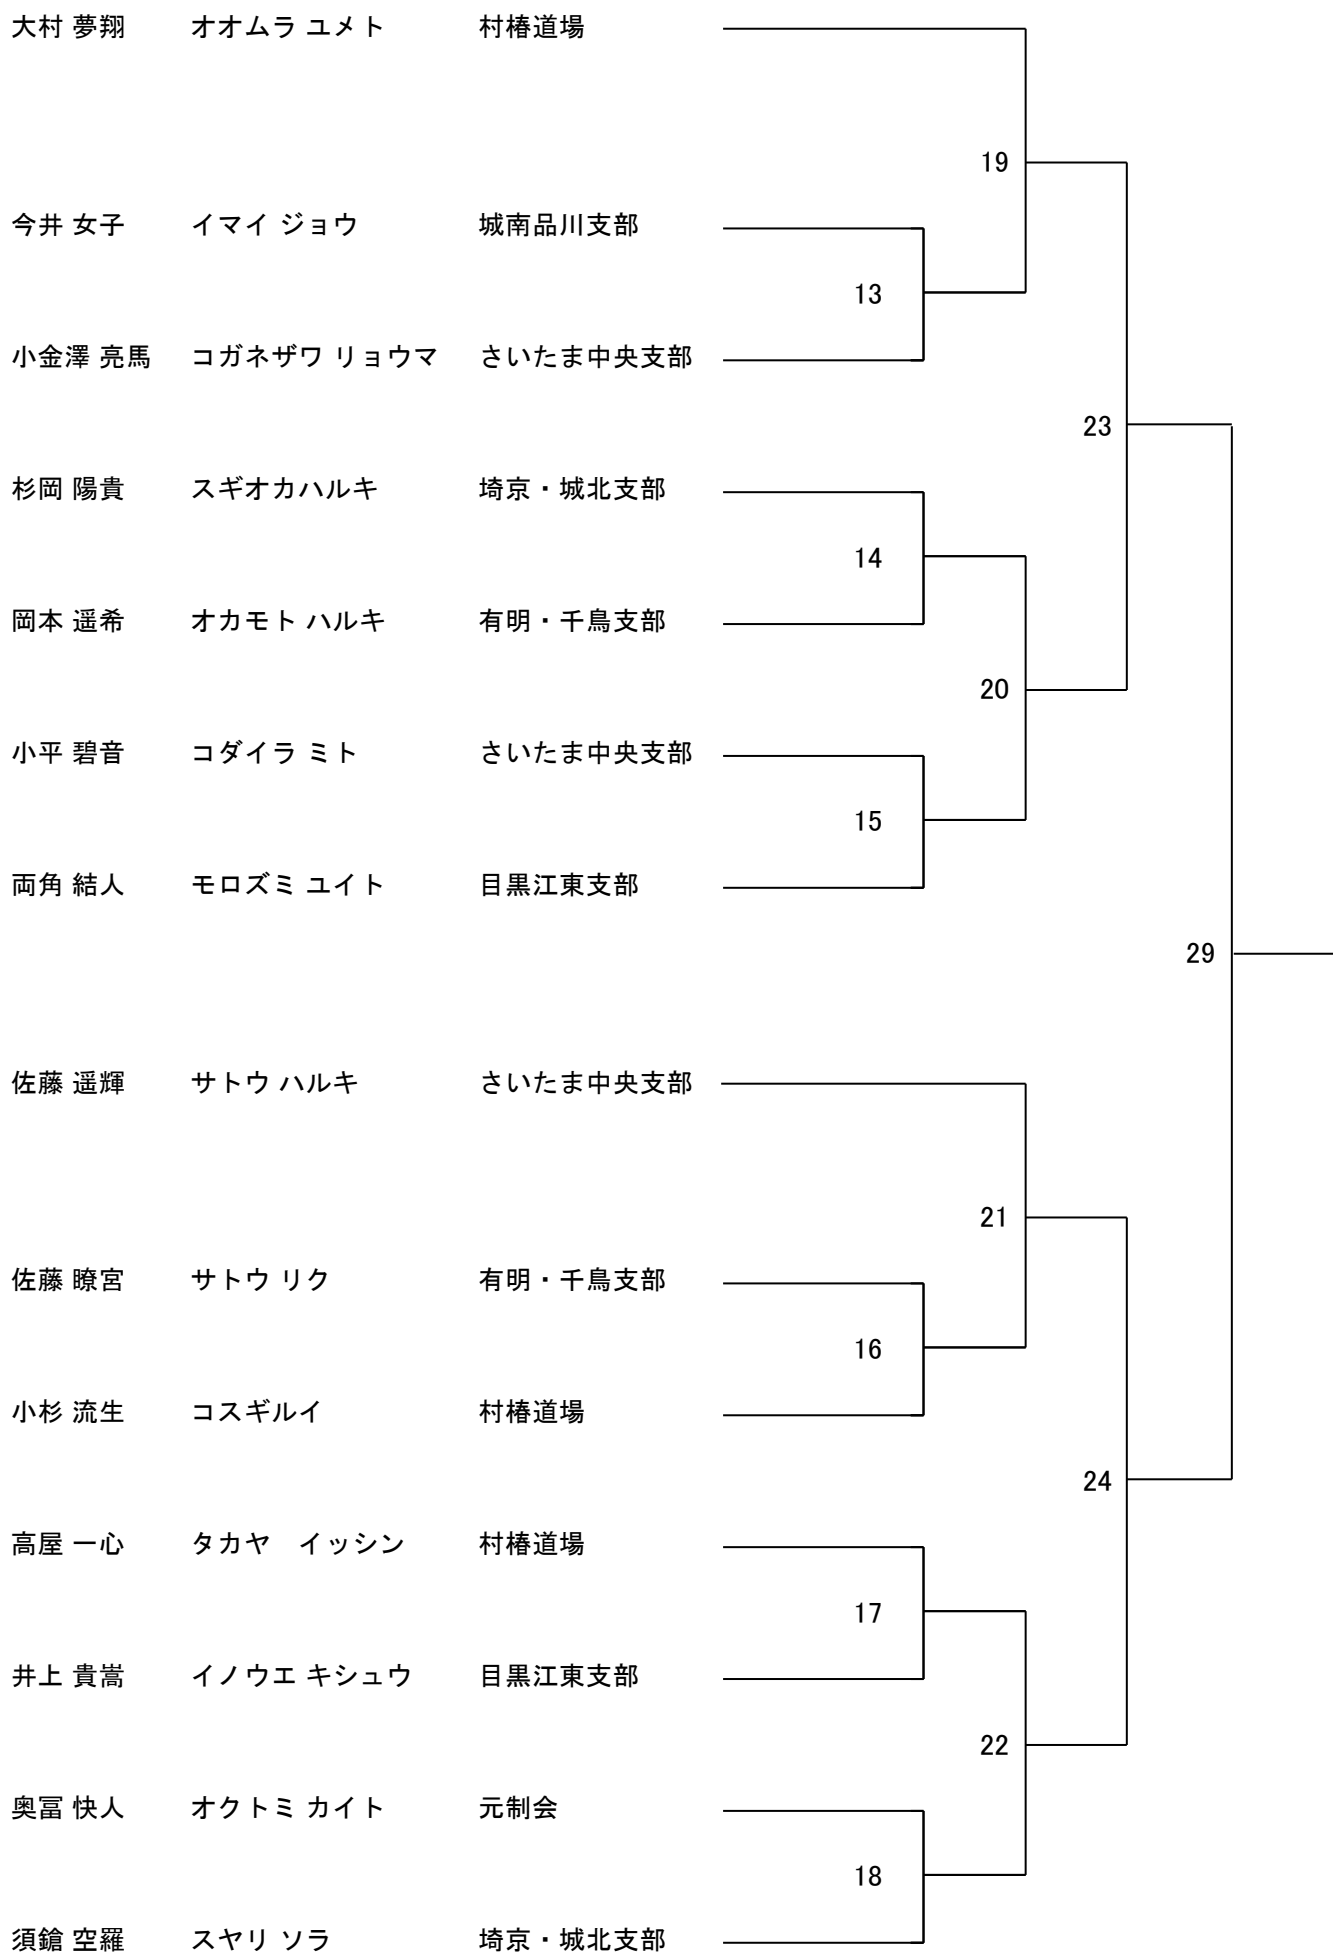 大村 夢翔 オオムラ ユメト 村椿道場
19
今井 女子 イマイ ジョウ 城南品川支部
13
小金澤 亮馬 コガネザワ リョウマ さいたま中央支部
23
杉岡 陽貴 スギオカハルキ 埼京・城北支部
14
岡本 遥希 オカモト ハルキ 有明・千鳥支部
20
小平 碧音 コダイラ ミト さいたま中央支部
15
両角 結人 モロズミ ユイト 目黒江東支部
29
佐藤 遥輝 サトウ ハルキ さいたま中央支部
21
佐藤 瞭宮 サトウ リク 有明・千鳥支部
16
小杉 流生 コスギルイ 村椿道場
24
高屋 一心 タカヤ　イッシン 村椿道場
17
井上 貴嵩 イノウエ キシュウ 目黒江東支部
22
奥冨 快人 オクトミ カイト 元制会
18
須鎗 空羅 スヤリ ソラ 埼京・城北支部